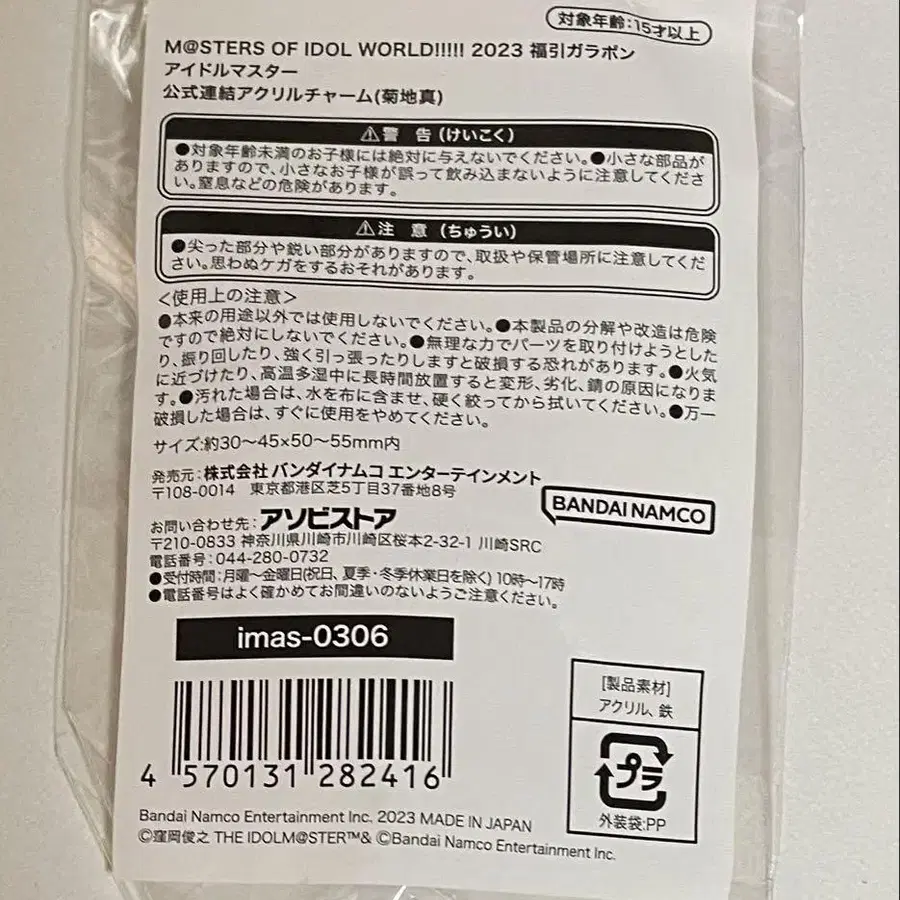 対象年齢:15才以上
M@STERS OF IDOL WORLD!!!!! 2023 福引ガラポン
アイドルマスター
公式連結アクリルチャーム(菊地真)
⚠警 告(けいこく)
●対象年齢未満のお子様には絶対に与えないでください。●小さな部品が
ありますので、小さなお子様が誤って飲み込まないように注意してくださ
い。窒息などの危険があります。
⚠注 意(ちゅうい)
●尖った部分や鋭い部分がありますので、取扱や保管場所に注意してくだ
さい。思わぬケガをするおそれがあります。
<使用上の注意>
●本来の用途以外では使用しないでください。●本製品の分解や改造は危険
ですので絶対にしないでください。●無理な力でパーツを取り付けようとした
り、振り回したり、強く引っ張ったりしますと破損する恐れがあります。●火気
に近づけたり、高温多湿中に長時間放置すると変形、劣化、錆の原因になりま
す。●汚れた場合は、水を布に含ませ、硬く絞ってから拭いてください。●万一
破損した場合は、すぐに使用をやめてください。
サイズ:約30〜45×50〜55mm内
発売元:株式会社 バンダイナムコ エンターテインメント
〒108-0014 東京都港区芝5丁目37番地8号
BANDAI NAMCO
お問い合わせ先:アソビストア
〒210-0833 神奈川県川崎市川崎区桜本2-32-1 川崎SRC
電話番号:044-280-0732
●受付時間:月曜〜金曜日(祝日、夏季・冬季休業日を除く) 10時〜17時
●電話番号はよく確かめてお間違いのないようご注意ください。
imas-0306
[製品素材]
アクリル、鉄
プラ
外装袋:PP
4 570131 282416
Bandai Namco Entertainment Inc. 2023 MADE IN JAPAN
©窪岡俊之 THE IDOLM@STER™& ©Bandai Namco Entertainment Inc.